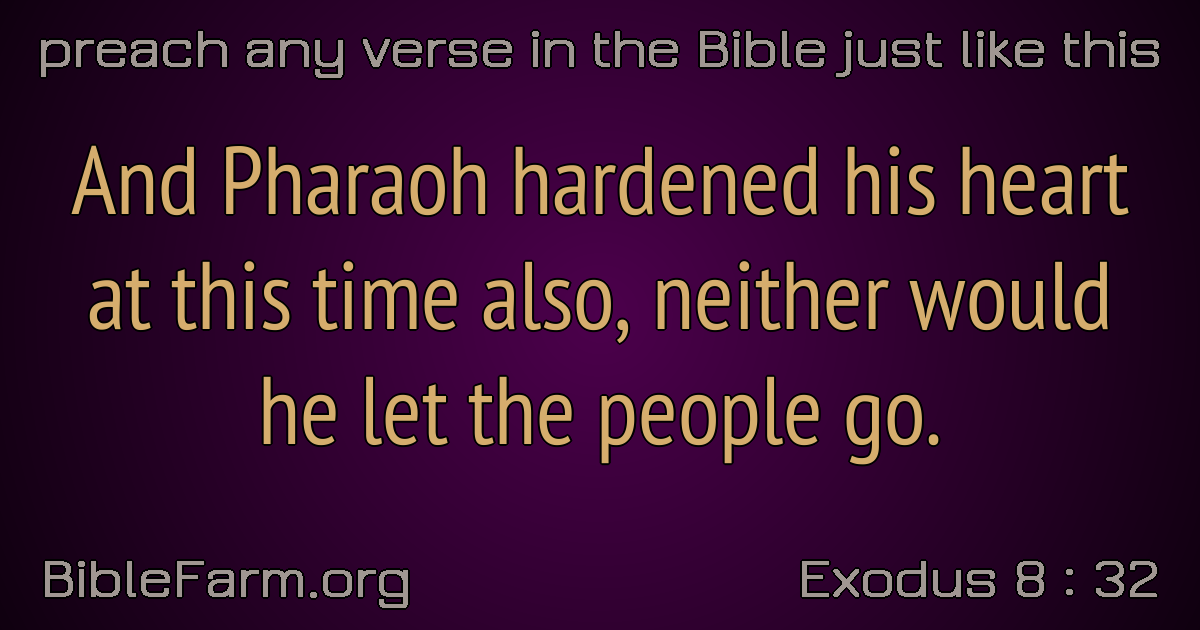 preach any verse in the Bible just like this
And Pharaoh hardened his heart
at this time also, neither would
he let the people go.
BibleFarm.org
Exodus 8 : 32